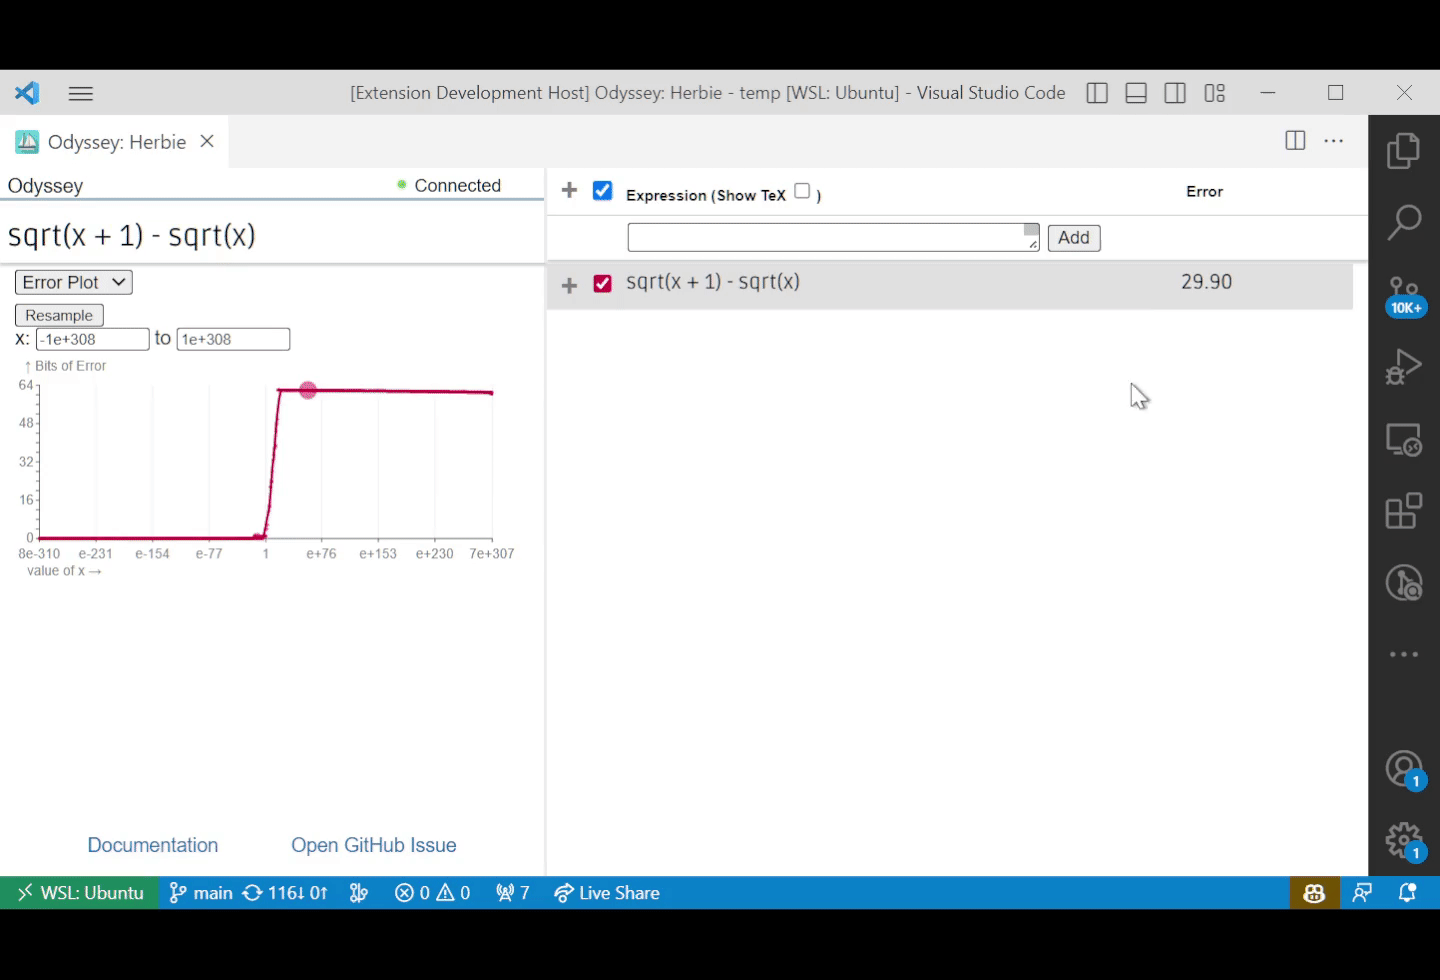 [Extension Development Host] Odyssey: Herbie - temp [WSL: Ubuntu] - Visual Studio Code
Odyssey: Herbie
Odyssey
Connected
sqrt(x + 1) - sqrt(x)
Error Plot
Resample
x: -1e+308 to 1e+308
↑ Bits of Error
64
48
32
16
0
8e-310 e-231 e-154 e-77 1 e+76 e+153 e+230 7e+307
value of x →
Documentation Open GitHub Issue
Expression (Show TeX ) Error
Add
sqrt(x + 1) - sqrt(x) 29.90
10K+
1
1
WSL: Ubuntu main 116↓ 0↑ 0 0 7 Live Share